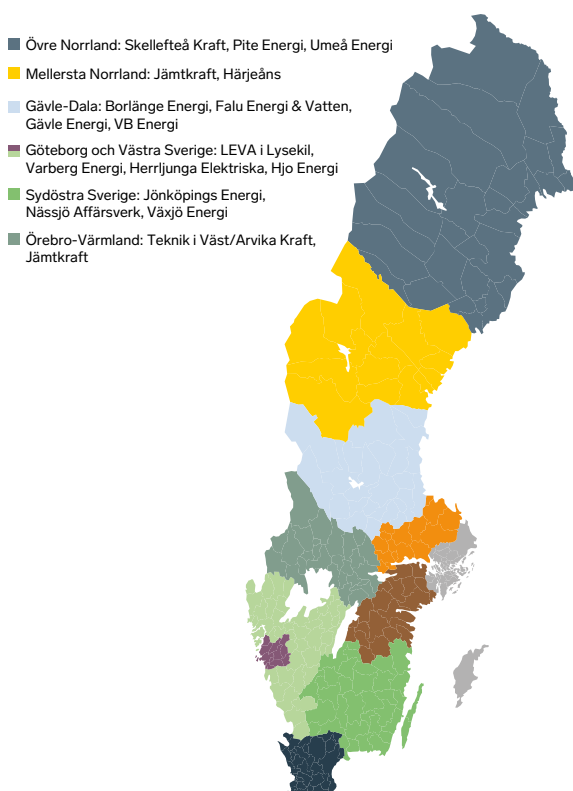 Övre Norrland: Skellefteå Kraft, Pite Energi, Umeå Energi
Mellersta Norrland: Jämtkraft, Härjeåns
Gävle-Dala: Borlänge Energi, Falu Energi & Vatten,
Gävle Energi, VB Energi
Göteborg och Västra Sverige: LEVA i Lysekil,
Varberg Energi, Herrljunga Elektriska, Hjo Energi
Sydöstra Sverige: Jönköpings Energi,
Nässjö Affärsverk, Växjö Energi
Örebro-Värmland: Teknik i Väst/Arvika Kraft,
Jämtkraft